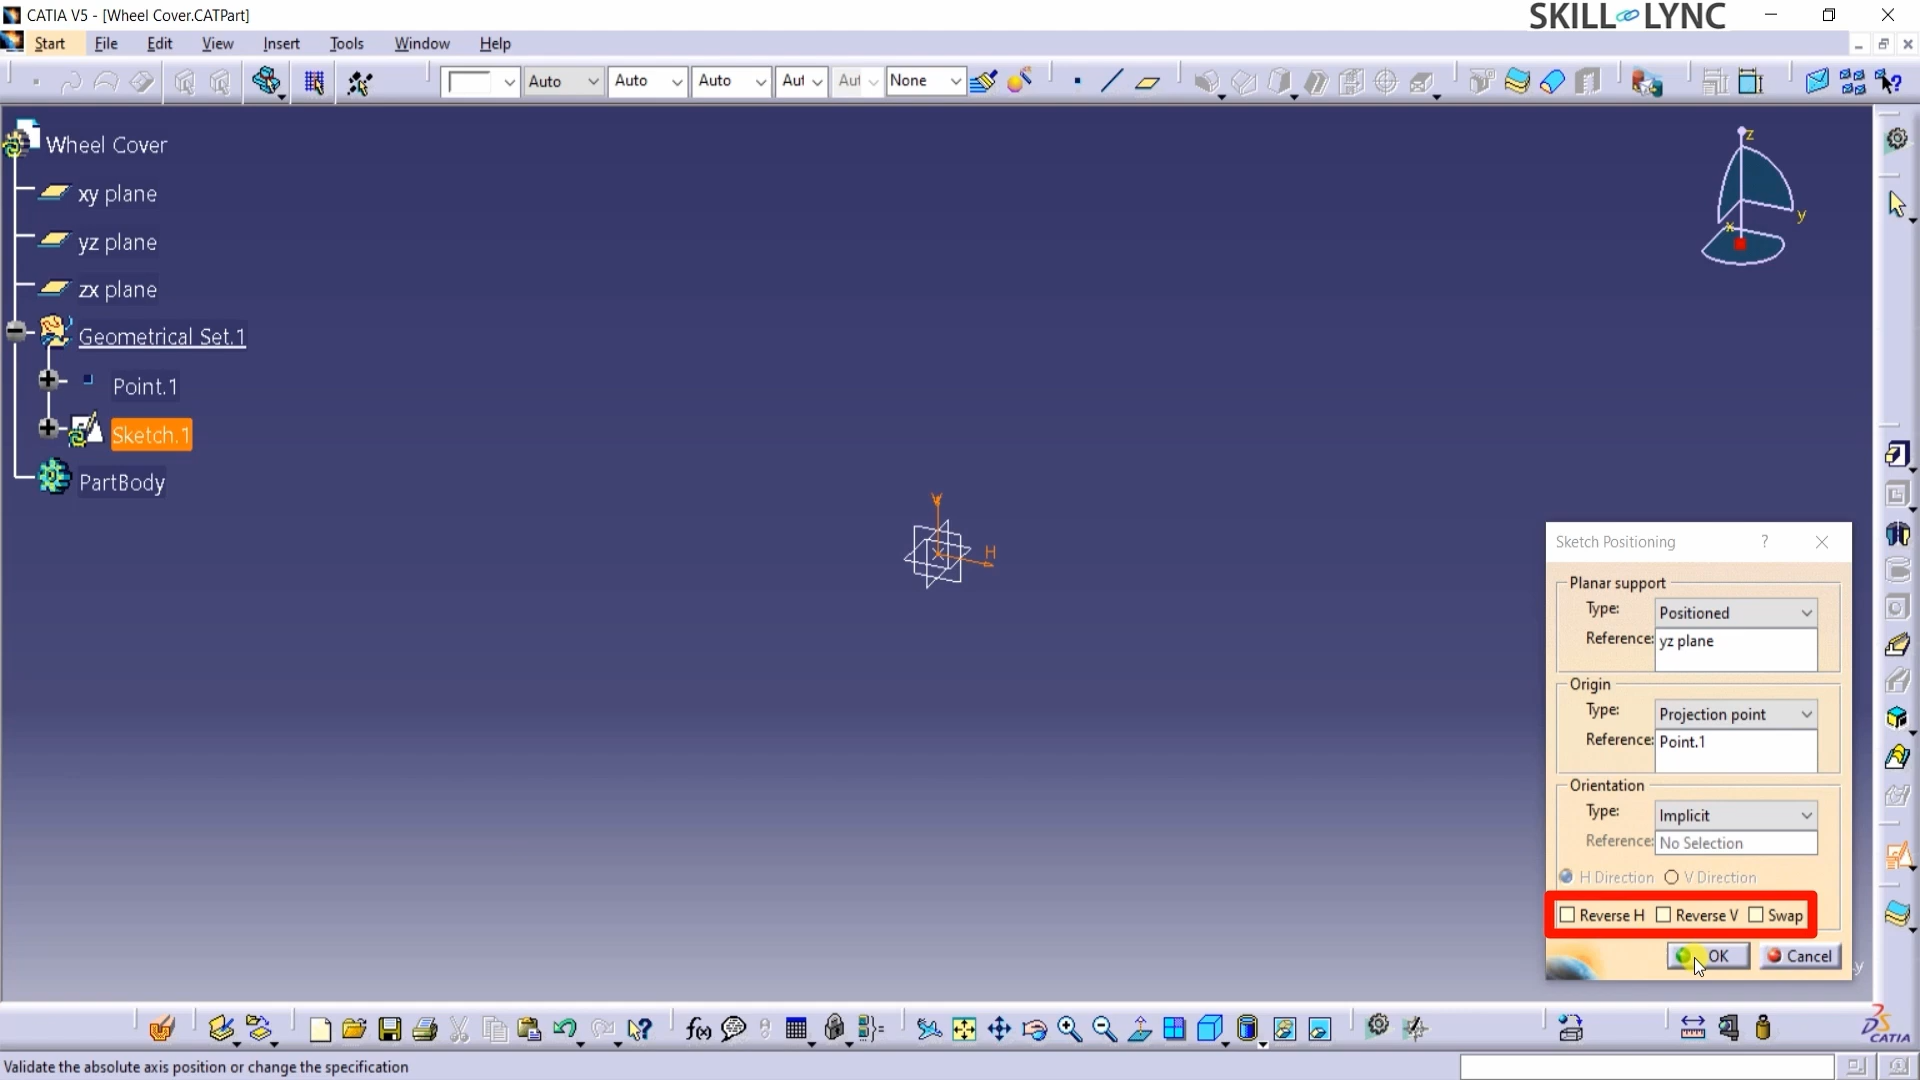 CATIA V5 - [Wheel Cover.CATPart]
SKILL LYNC
Start File Edit View Insert Tools Window Help
Auto Auto Auto Aut Aut None
Wheel Cover
xy plane
yz plane
zx plane
Geometrical Set.1
Point.1
Sketch.1
PartBody
z
y
x
V
H
Sketch Positioning ?
Planar support
Type: Positioned
Reference: yz plane
Origin
Type: Projection point
Reference: Point.1
Orientation
Type: Implicit
Reference: No Selection
H Direction V Direction
Reverse H Reverse V Swap
OK Cancel
y
f(x)
CATIA
Validate the absolute axis position or change the specification